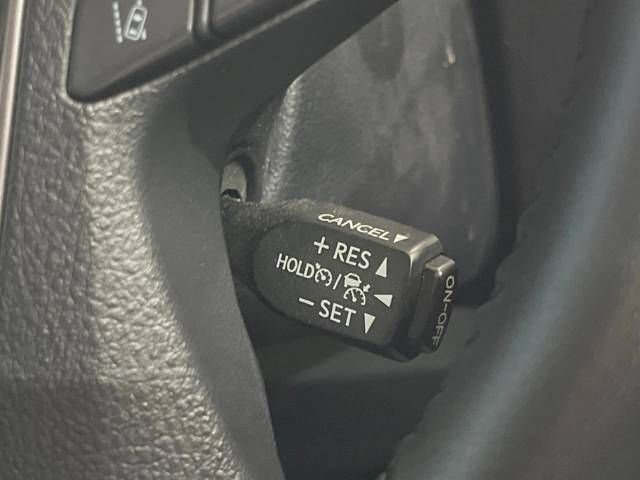 CANCEL▼
+ RES ▲
HOLD / ◀
− SET ▼
ON-OFF